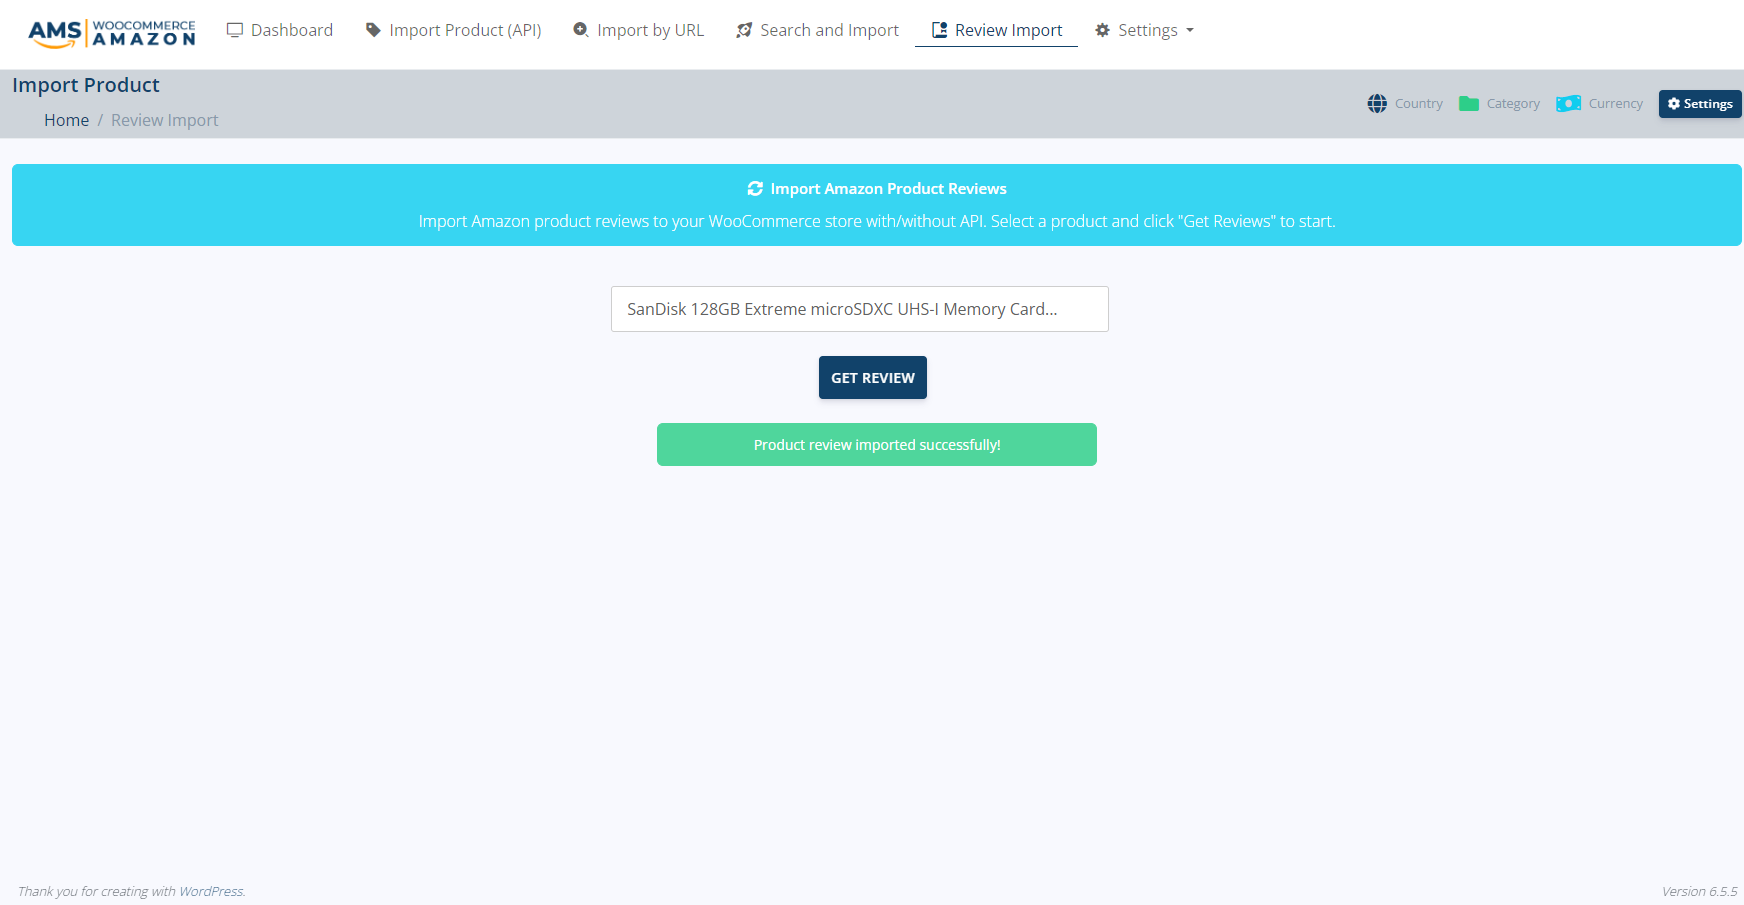 AMS WOOCOMMERCE AMAZON
Dashboard
Import Product (API)
Import by URL
Search and Import
Review Import
Settings
Import Product
Home / Review Import
Country
Category
Currency
Settings
Import Amazon Product Reviews
Import Amazon product reviews to your WooCommerce store with/without API. Select a product and click "Get Reviews" to start.
SanDisk 128GB Extreme microSDXC UHS-I Memory Card...
GET REVIEW
Product review imported successfully!
Thank you for creating with WordPress.
Version 6.5.5